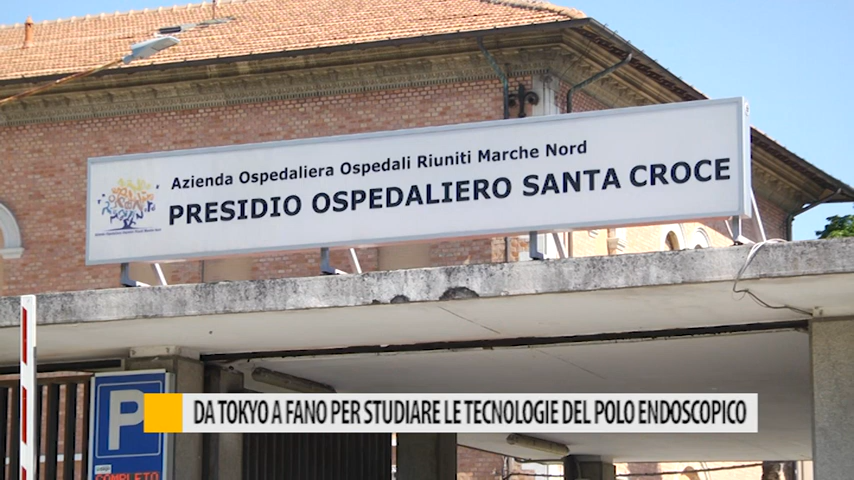 Azienda Ospedaliera Ospedali Riuniti Marche Nord
PRESIDIO OSPEDALIERO SANTA CROCE
P
COMPLETO
DA TOKYO A FANO PER STUDIARE LE TECNOLOGIE DEL POLO ENDOSCOPICO